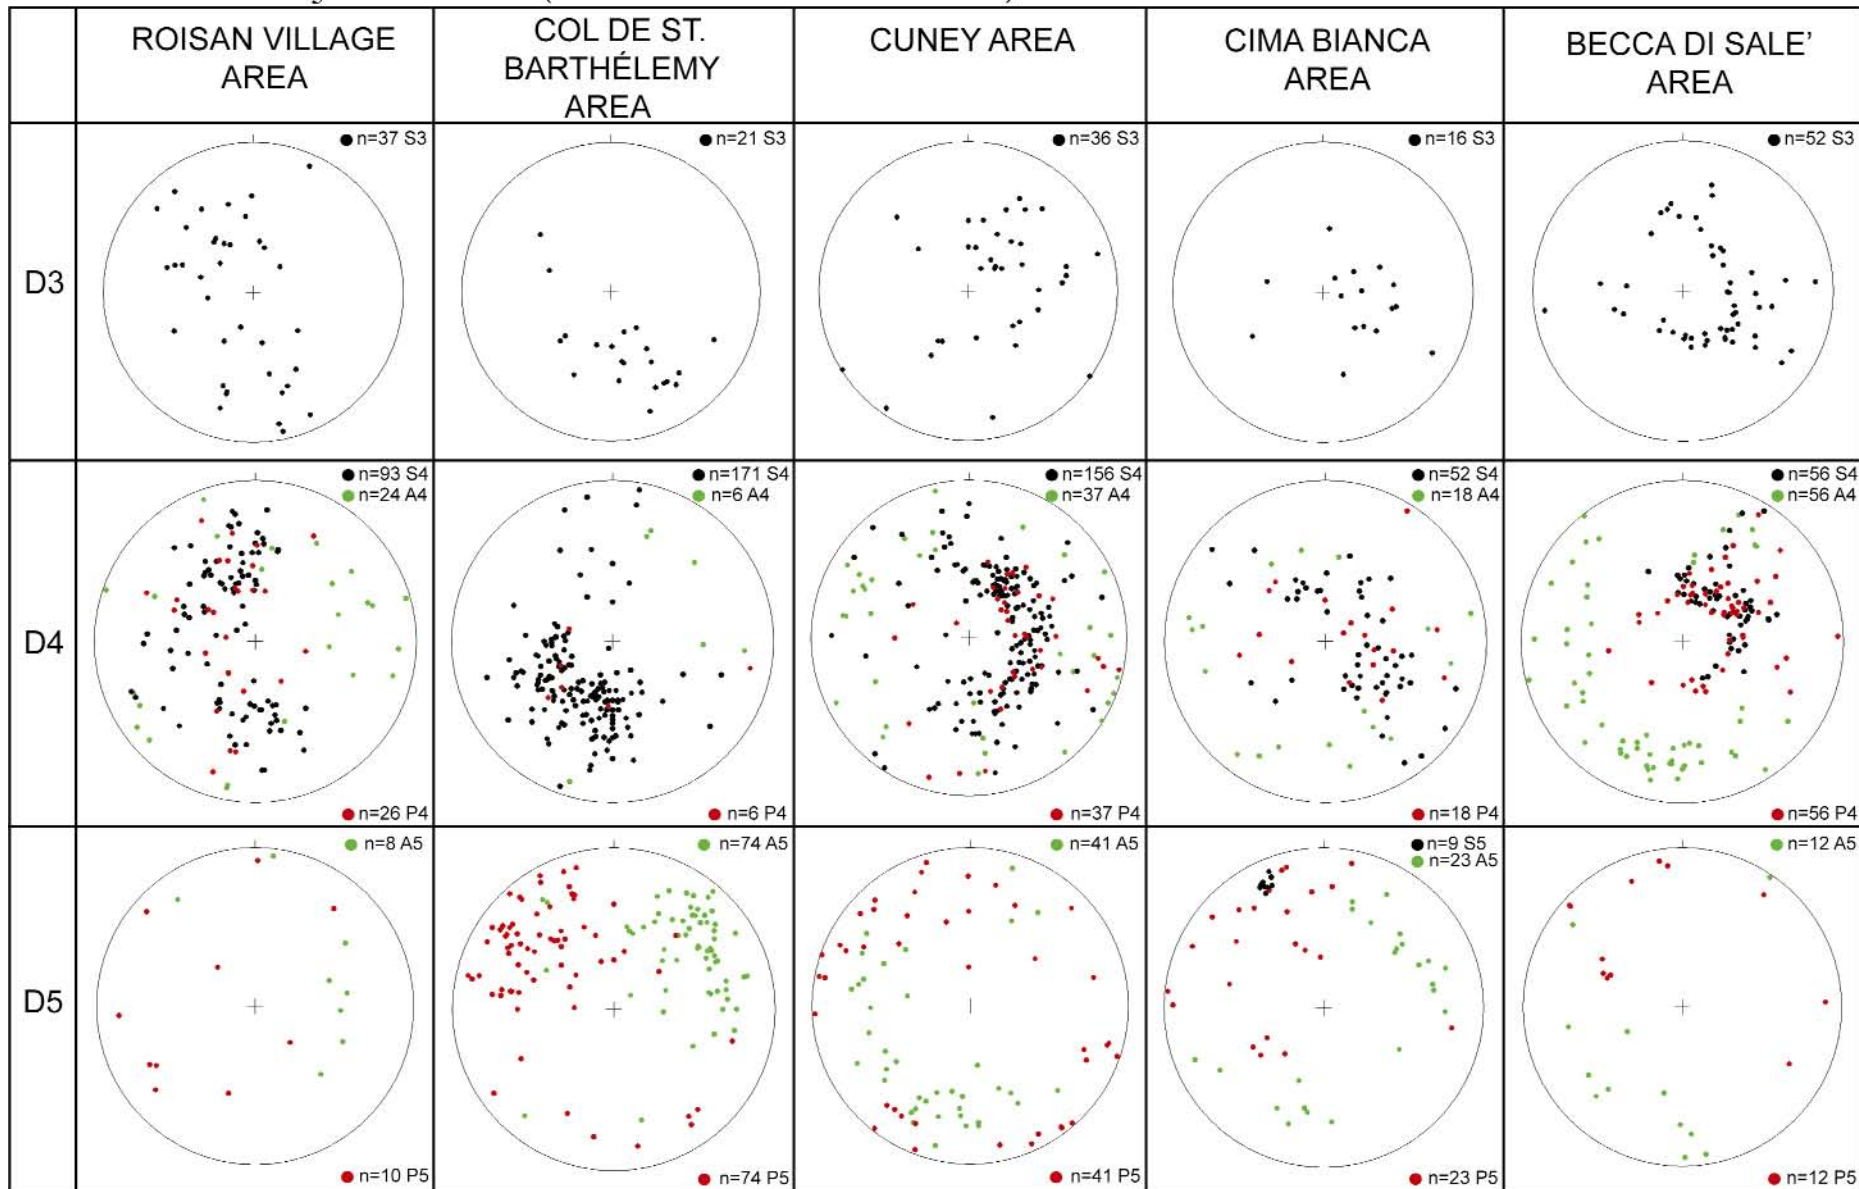 ROISAN VILLAGE
AREA
COL DE ST.
BARTHÉLEMY
AREA
CUNEY AREA
CIMA BIANCA
AREA
BECCA DI SALE'
AREA
D3
n=37 S3
n=21 S3
n=36 S3
n=16 S3
n=52 S3
D4
n=93 S4
n=24 A4
n=26 P4
n=171 S4
n=6 A4
n=6 P4
n=156 S4
n=37 A4
n=37 P4
n=52 S4
n=18 A4
n=18 P4
n=56 S4
n=56 A4
n=56 P4
D5
n=8 A5
n=10 P5
n=74 A5
n=74 P5
n=41 A5
n=41 P5
n=9 S5
n=23 A5
n=23 P5
n=12 A5
n=12 P5